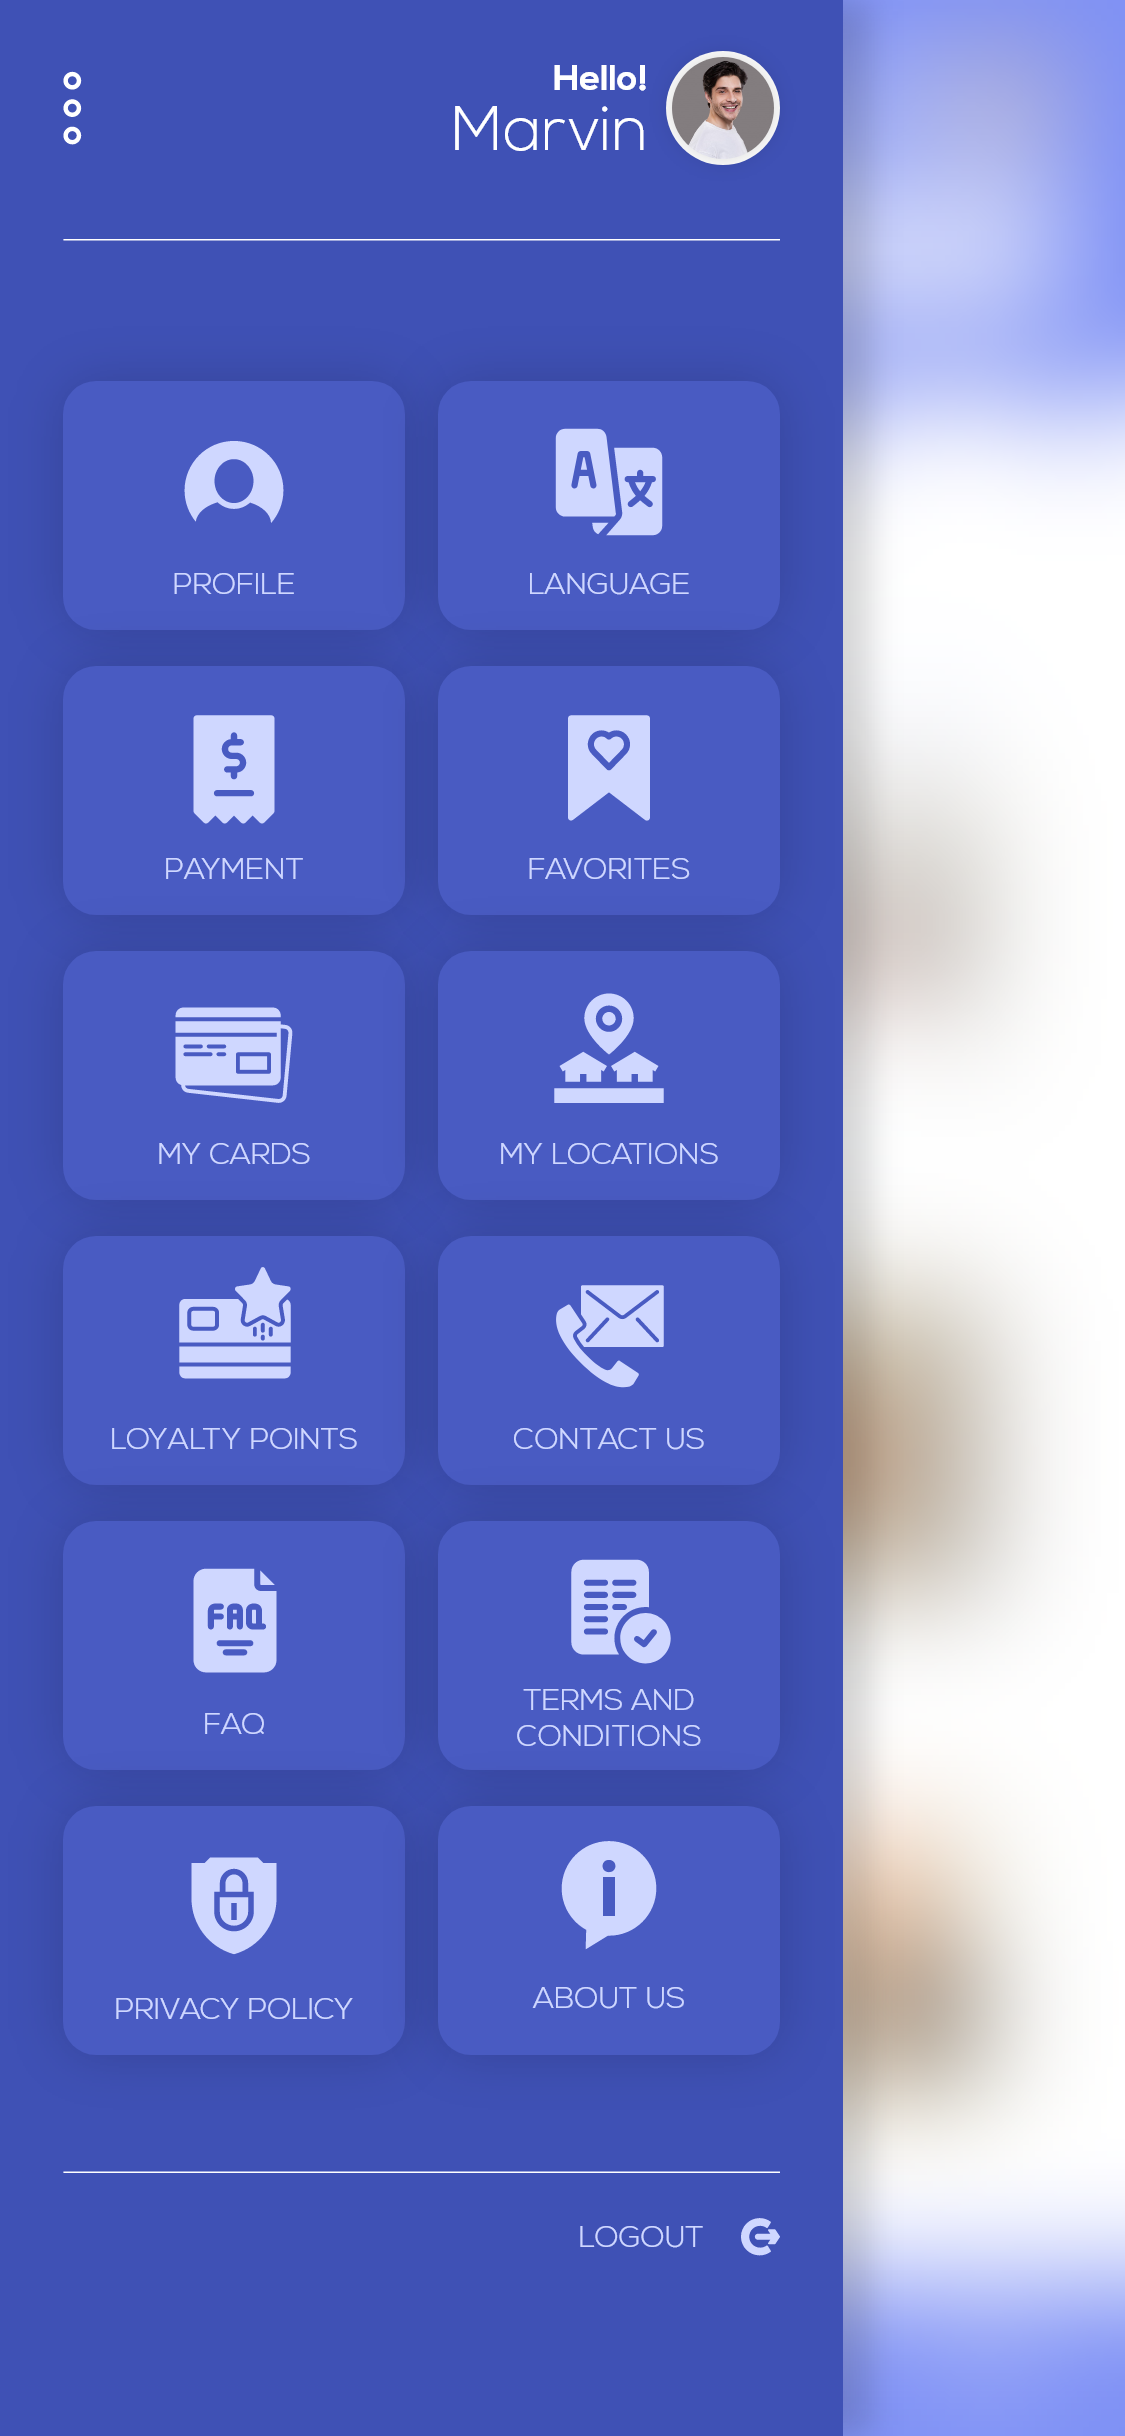 Hello!
Marvin
PROFILE
A 文
LANGUAGE
$
PAYMENT
FAVORITES
MY CARDS
MY LOCATIONS
LOYALTY POINTS
CONTACT US
FAQ
FAQ
TERMS AND
CONDITIONS
PRIVACY POLICY
i
ABOUT US
LOGOUT